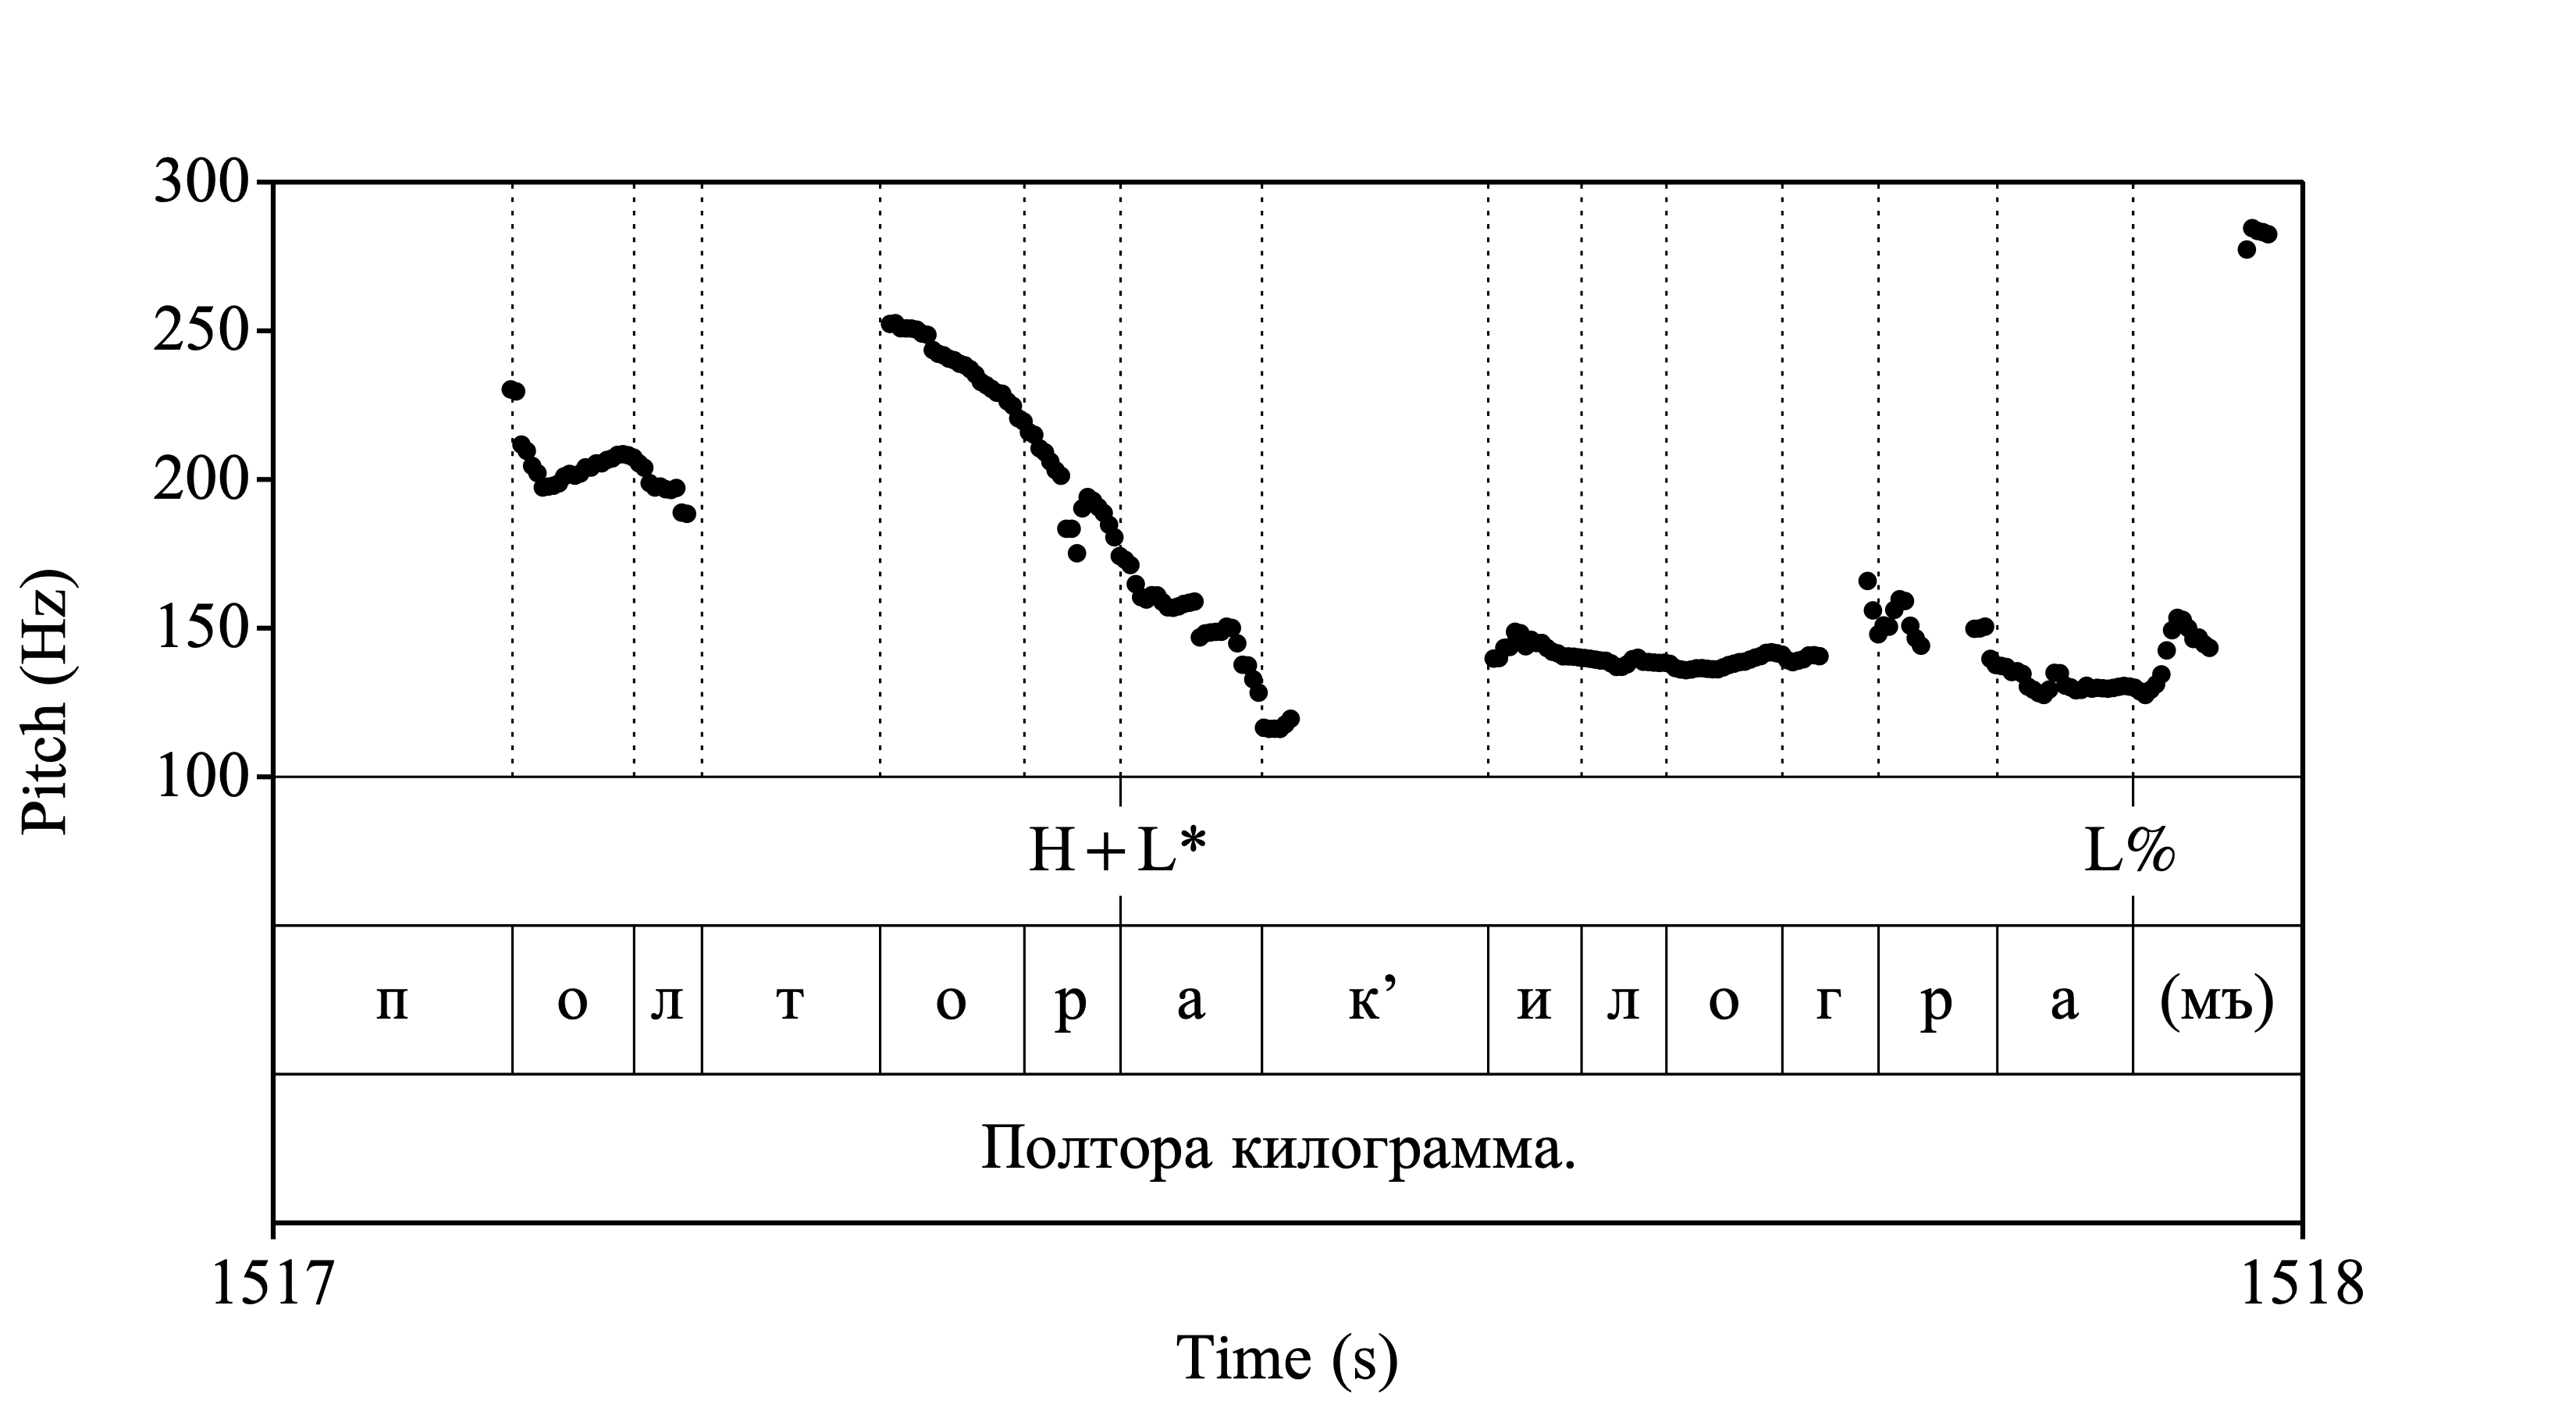 300
250
200
150
100
Pitch (Hz)
H+L* L%
п о л т о р а к’ и л о г р а (мъ)
Полтора килограмма.
1517 1518
Time (s)